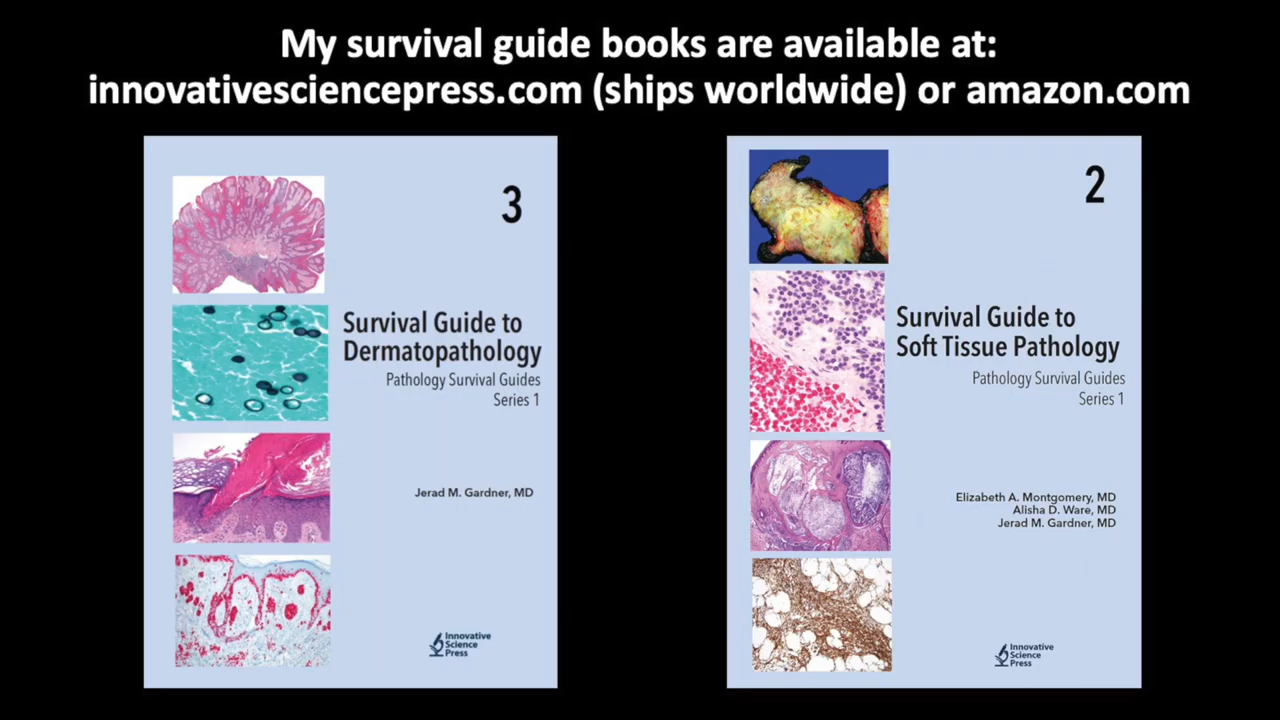 My survival guide books are available at:
innovativesciencepress.com (ships worldwide) or amazon.com
3
Survival Guide to
Dermatopathology
Pathology Survival Guides
Series 1
Jerad M. Gardner, MD
Innovative
Science
Press
2
Survival Guide to
Soft Tissue Pathology
Pathology Survival Guides
Series 1
Elizabeth A. Montgomery, MD
Alisha D. Ware, MD
Jerad M. Gardner, MD
Innovative
Science
Press